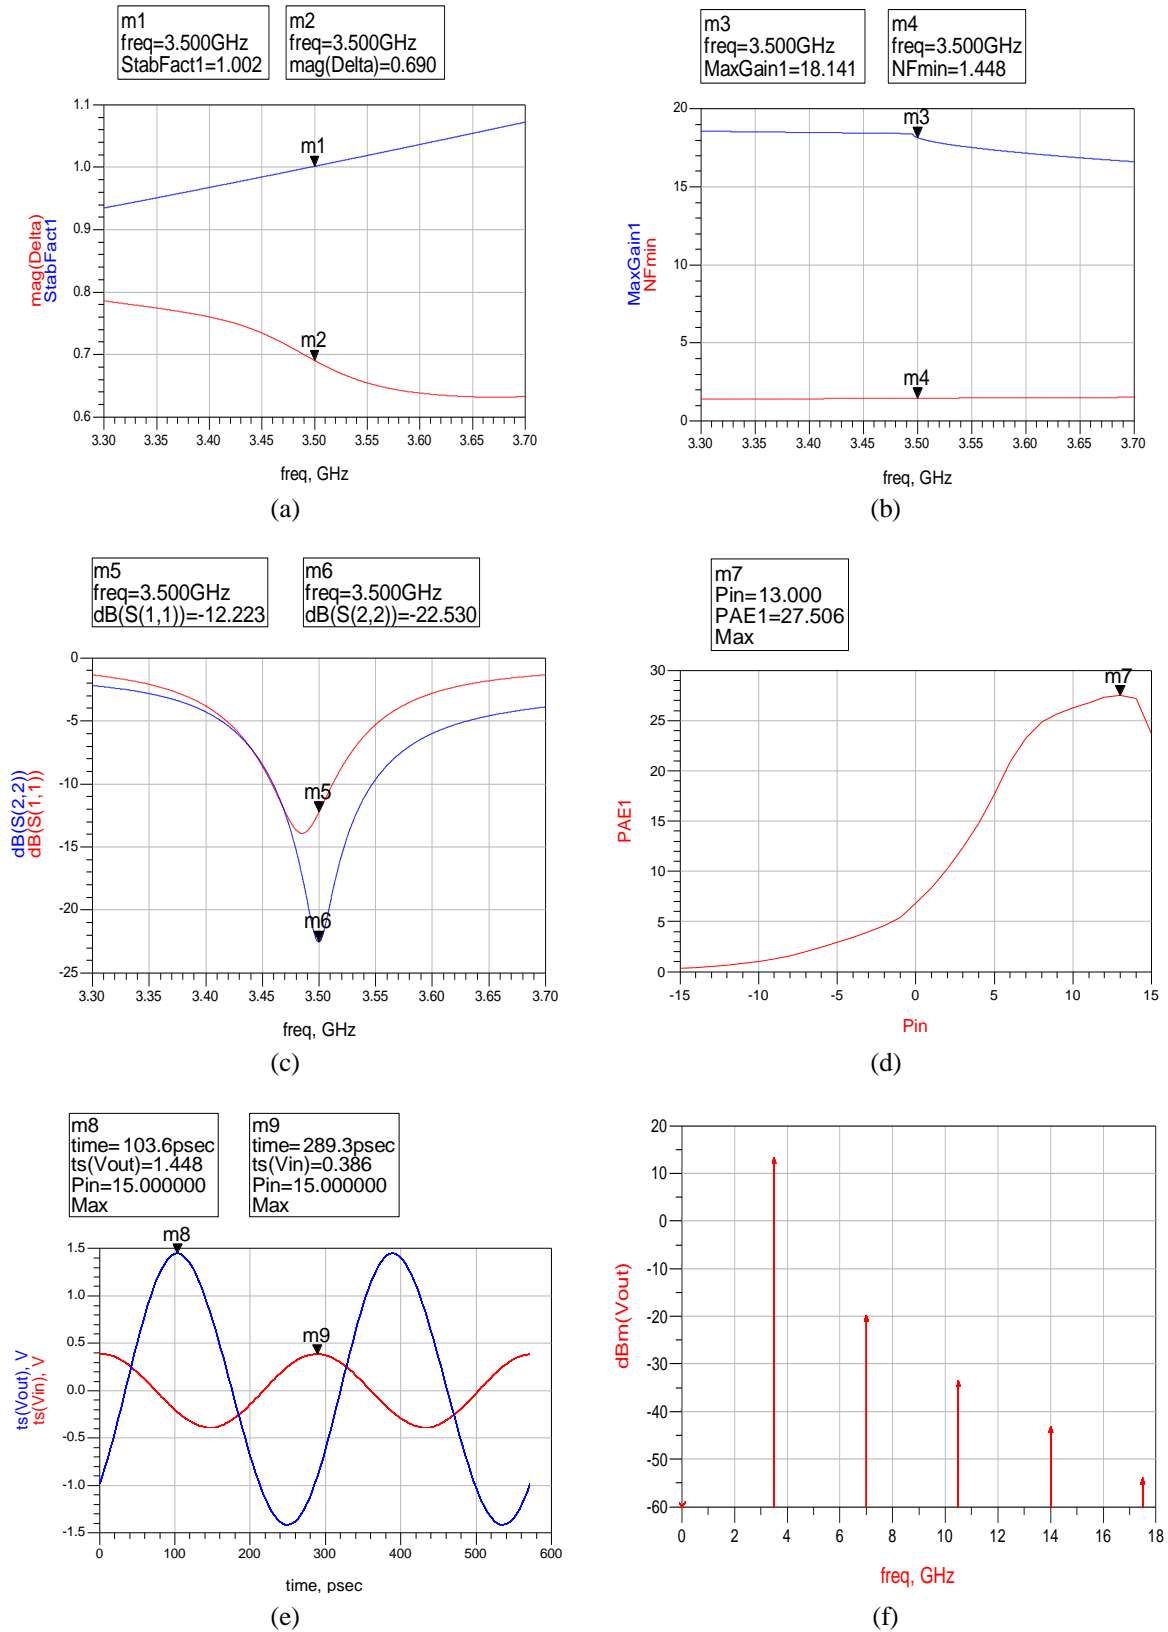 m1
freq=3.500GHz
StabFact1=1.002
m2
freq=3.500GHz
mag(Delta)=0.690
1.1
1.0
0.9
0.8
0.7
0.6
mag(Delta)
StabFact1
m1
m2
3.30 3.35 3.40 3.45 3.50 3.55 3.60 3.65 3.70
freq, GHz
(a)
m3
freq=3.500GHz
MaxGain1=18.141
m4
freq=3.500GHz
NFmin=1.448
20
15
10
5
0
MaxGain1
NFmin
m3
m4
3.30 3.35 3.40 3.45 3.50 3.55 3.60 3.65 3.70
freq, GHz
(b)
m5
freq=3.500GHz
dB(S(1,1))=-12.223
m6
freq=3.500GHz
dB(S(2,2))=-22.530
0
-5
-10
-15
-20
-25
dB(S(2,2))
dB(S(1,1))
m5
m6
3.30 3.35 3.40 3.45 3.50 3.55 3.60 3.65 3.70
freq, GHz
(c)
m7
Pin=13.000
PAE1=27.506
Max
30
25
20
15
10
5
0
PAE1
m7
-15 -10 -5 0 5 10 15
Pin
(d)
m8
time=103.6psec
ts(Vout)=1.448
Pin=15.000000
Max
m9
time=289.3psec
ts(Vin)=0.386
Pin=15.000000
Max
1.5
1.0
0.5
0.0
-0.5
-1.0
-1.5
ts(Vout), V
ts(Vin), V
m8
m9
0 100 200 300 400 500 600
time, psec
(e)
20
10
0
-10
-20
-30
-40
-50
-60
dBm(Vout)
0 2 4 6 8 10 12 14 16 18
freq, GHz
(f)